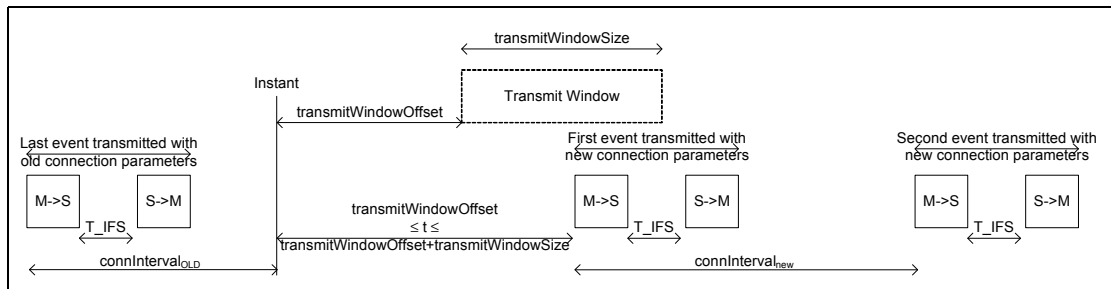 transmitWindowSize
Instant
Transmit Window
transmitWindowOffset
Last event transmitted with
old connection parameters
First event transmitted with
new connection parameters
Second event transmitted with
new connection parameters
M->S
S->M
M->S
S->M
M->S
S->M
transmitWindowOffset
≤ t ≤
transmitWindowOffset+transmitWindowSize
T_IFS
T_IFS
T_IFS
connIntervalOLD
connIntervalnew